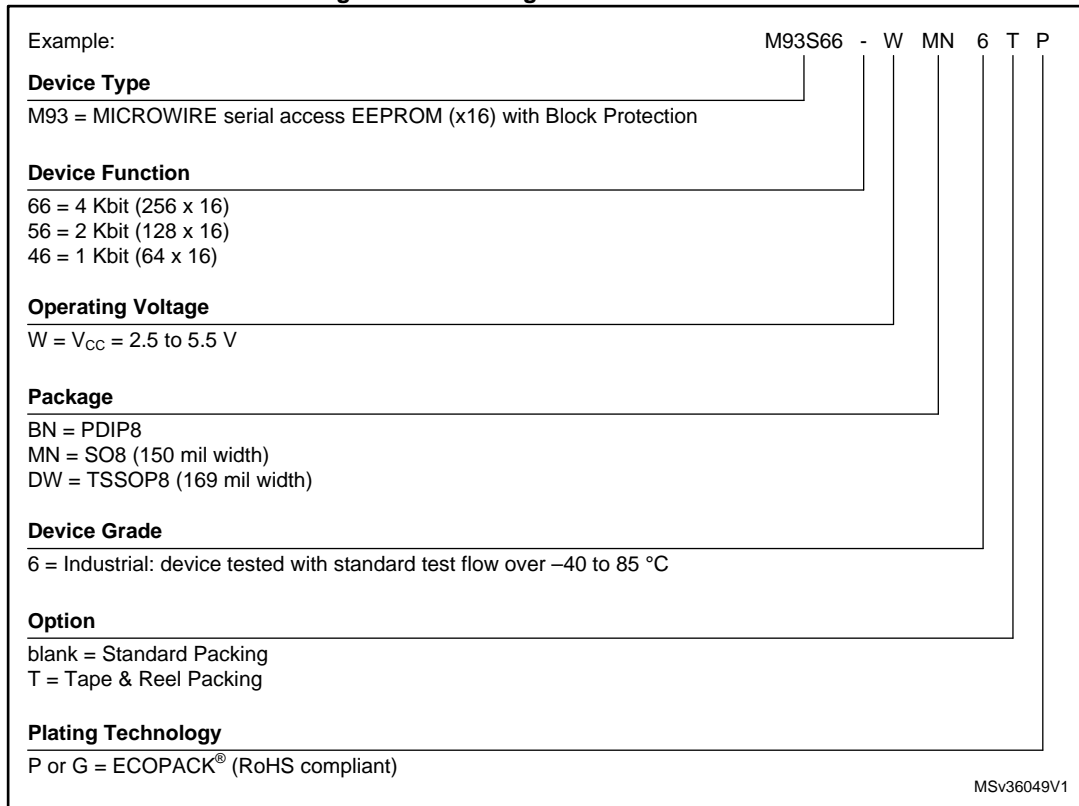 Example: M93S66 - W MN 6 T P
Device Type
M93 = MICROWIRE serial access EEPROM (x16) with Block Protection
Device Function
66 = 4 Kbit (256 x 16)
56 = 2 Kbit (128 x 16)
46 = 1 Kbit (64 x 16)
Operating Voltage
W = VCC = 2.5 to 5.5 V
Package
BN = PDIP8
MN = SO8 (150 mil width)
DW = TSSOP8 (169 mil width)
Device Grade
6 = Industrial: device tested with standard test flow over –40 to 85 °C
Option
blank = Standard Packing
T = Tape & Reel Packing
Plating Technology
P or G = ECOPACK® (RoHS compliant)
MSv36049V1